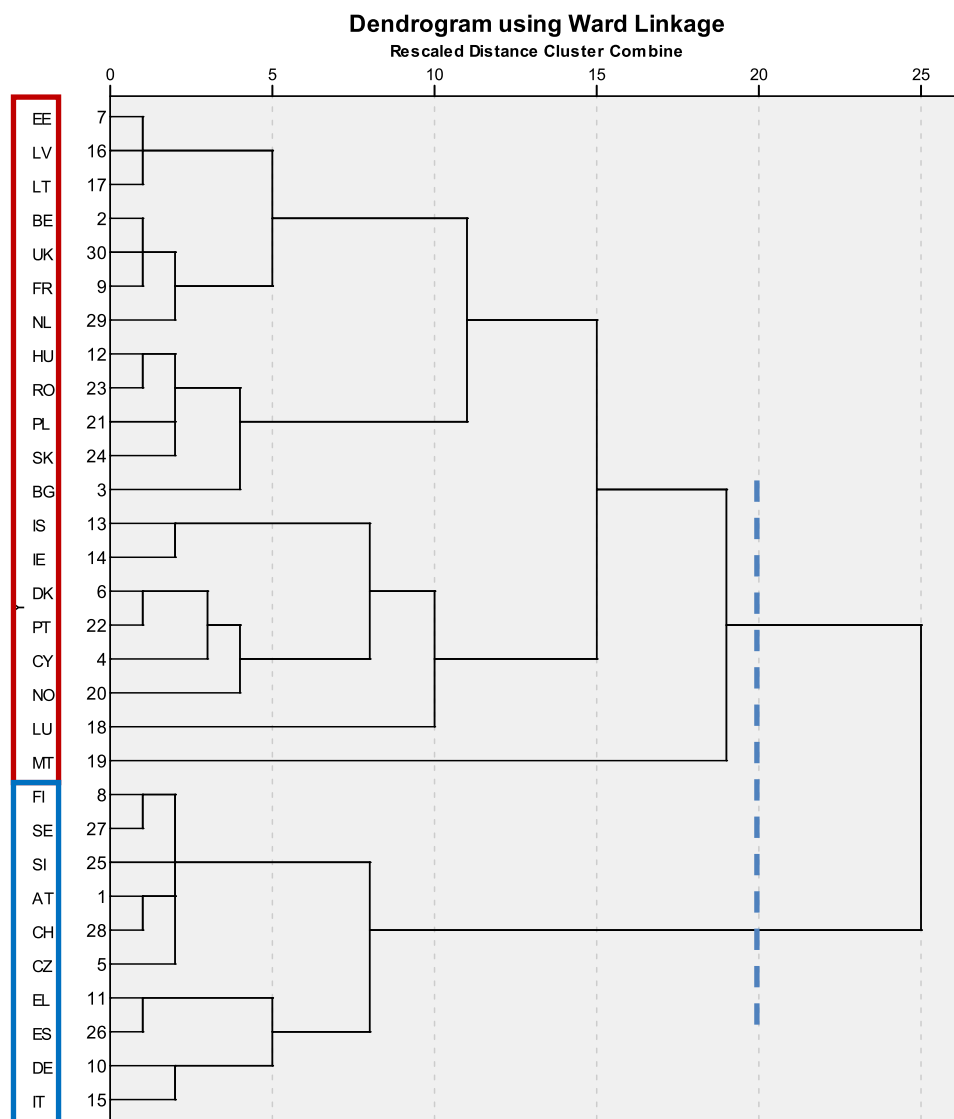 Dendrogram using Ward Linkage
Rescaled Distance Cluster Combine
0 5 10 15 20 25
EE 7
LV 16
LT 17
BE 2
UK 30
FR 9
NL 29
HU 12
RO 23
PL 21
SK 24
BG 3
IS 13
IE 14
DK 6
Y
PT 22
CY 4
NO 20
LU 18
MT 19
FI 8
SE 27
SI 25
AT 1
CH 28
CZ 5
EL 11
ES 26
DE 10
IT 15